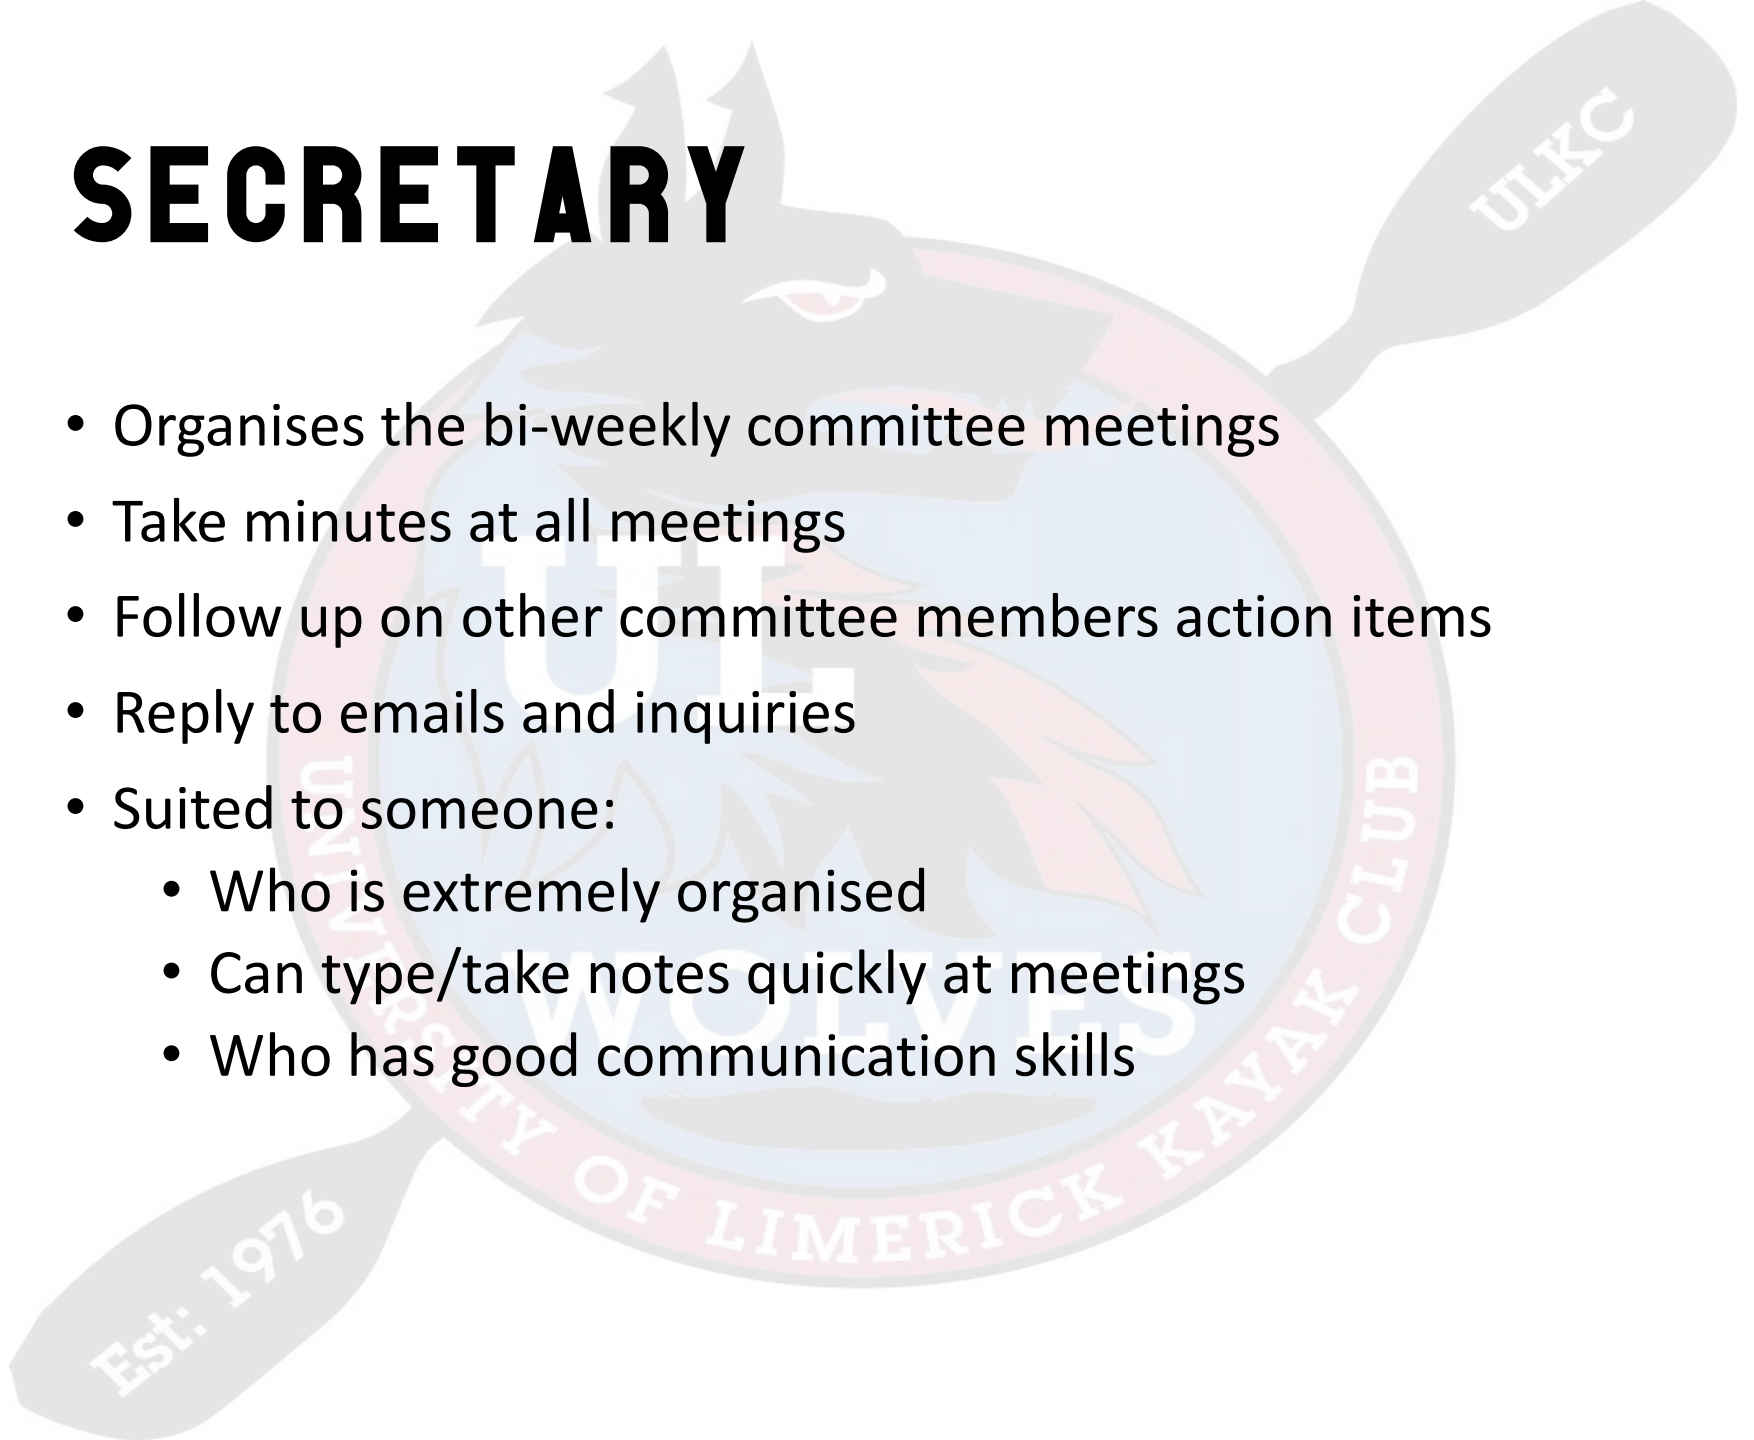 SECRETARY
• Organises the bi-weekly committee meetings
• Take minutes at all meetings
• Follow up on other committee members action items
• Reply to emails and inquiries
• Suited to someone:
• Who is extremely organised
• Can type/take notes quickly at meetings
• Who has good communication skills
ULKC
UL
WOLVES
UNIVERSITY OF LIMERICK KAYAK CLUB
Est: 1976